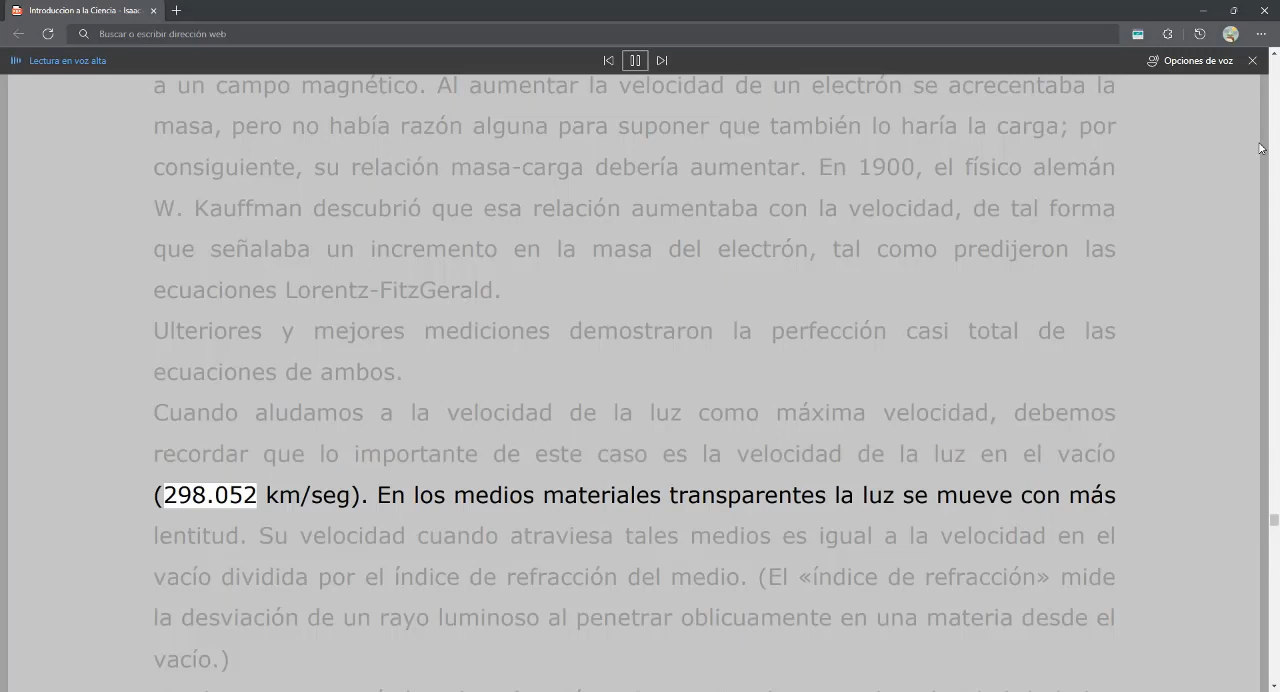 Introduccion a la Ciencia - Isaac
Buscar o escribir dirección web
Lectura en voz alta
Opciones de voz
a un campo magnético. Al aumentar la velocidad de un electrón se acrecentaba la
masa, pero no había razón alguna para suponer que también lo haría la carga; por
consiguiente, su relación masa-carga debería aumentar. En 1900, el físico alemán
W. Kauffman descubrió que esa relación aumentaba con la velocidad, de tal forma
que señalaba un incremento en la masa del electrón, tal como predijeron las
ecuaciones Lorentz-FitzGerald.
Ulteriores y mejores mediciones demostraron la perfección casi total de las
ecuaciones de ambos.
Cuando aludamos a la velocidad de la luz como máxima velocidad, debemos
recordar que lo importante de este caso es la velocidad de la luz en el vacío
(298.052 km/seg). En los medios materiales transparentes la luz se mueve con más
lentitud. Su velocidad cuando atraviesa tales medios es igual a la velocidad en el
vacío dividida por el índice de refracción del medio. (El «índice de refracción» mide
la desviación de un rayo luminoso al penetrar oblicuamente en una materia desde el
vacío.)